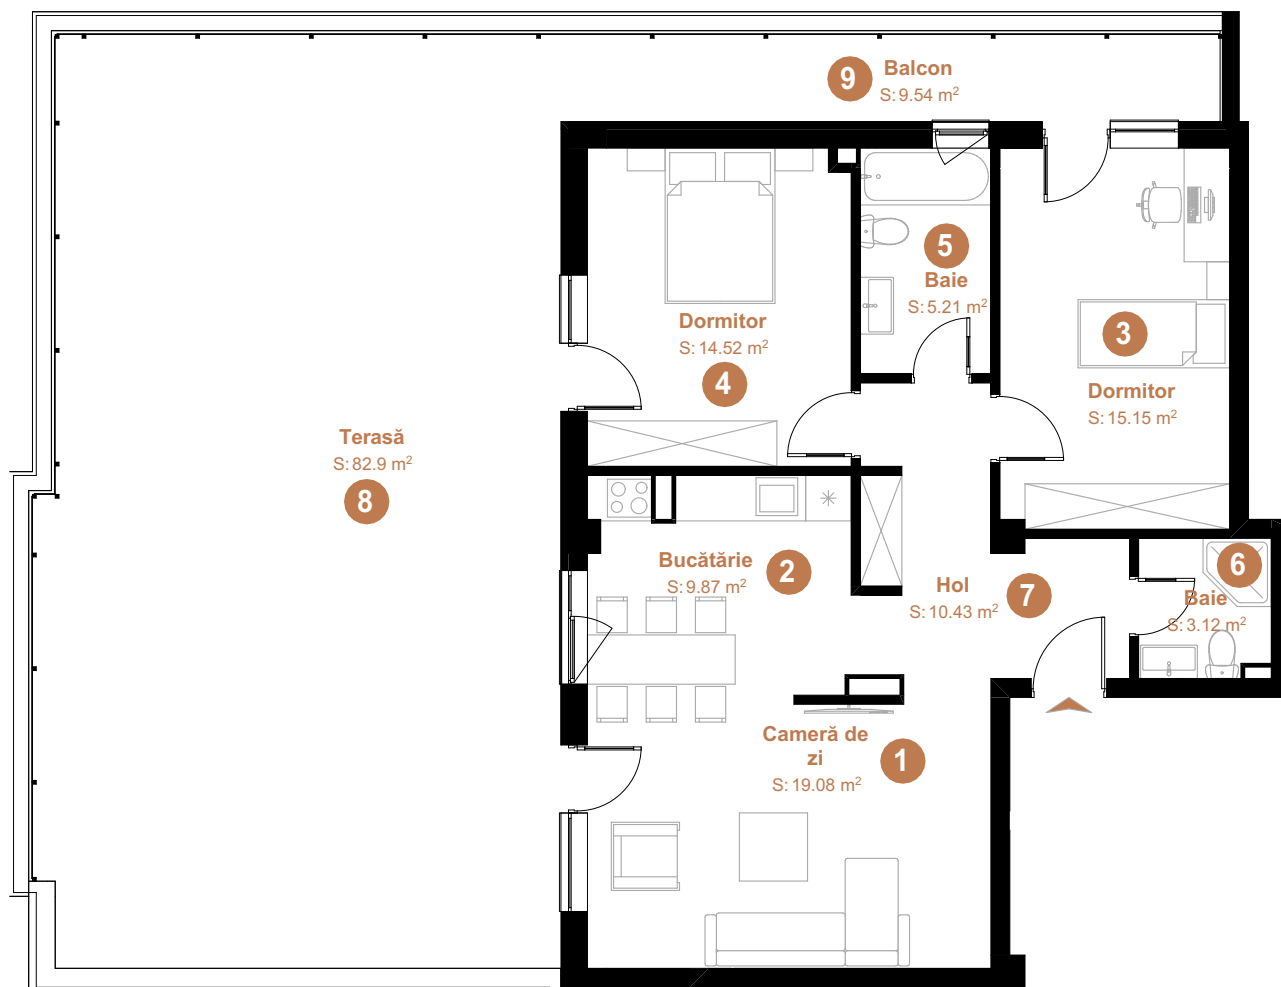 9
Balcon
S: 9.54 m²
5
Baie
S: 5.21 m²
Dormitor
S: 14.52 m²
4
3
Dormitor
S: 15.15 m²
Terasă
S: 82.9 m²
8
Bucătărie
S: 9.87 m²
2
Hol
S: 10.43 m²
7
6
Baie
S: 3.12 m²
Cameră de
zi
S: 19.08 m²
1